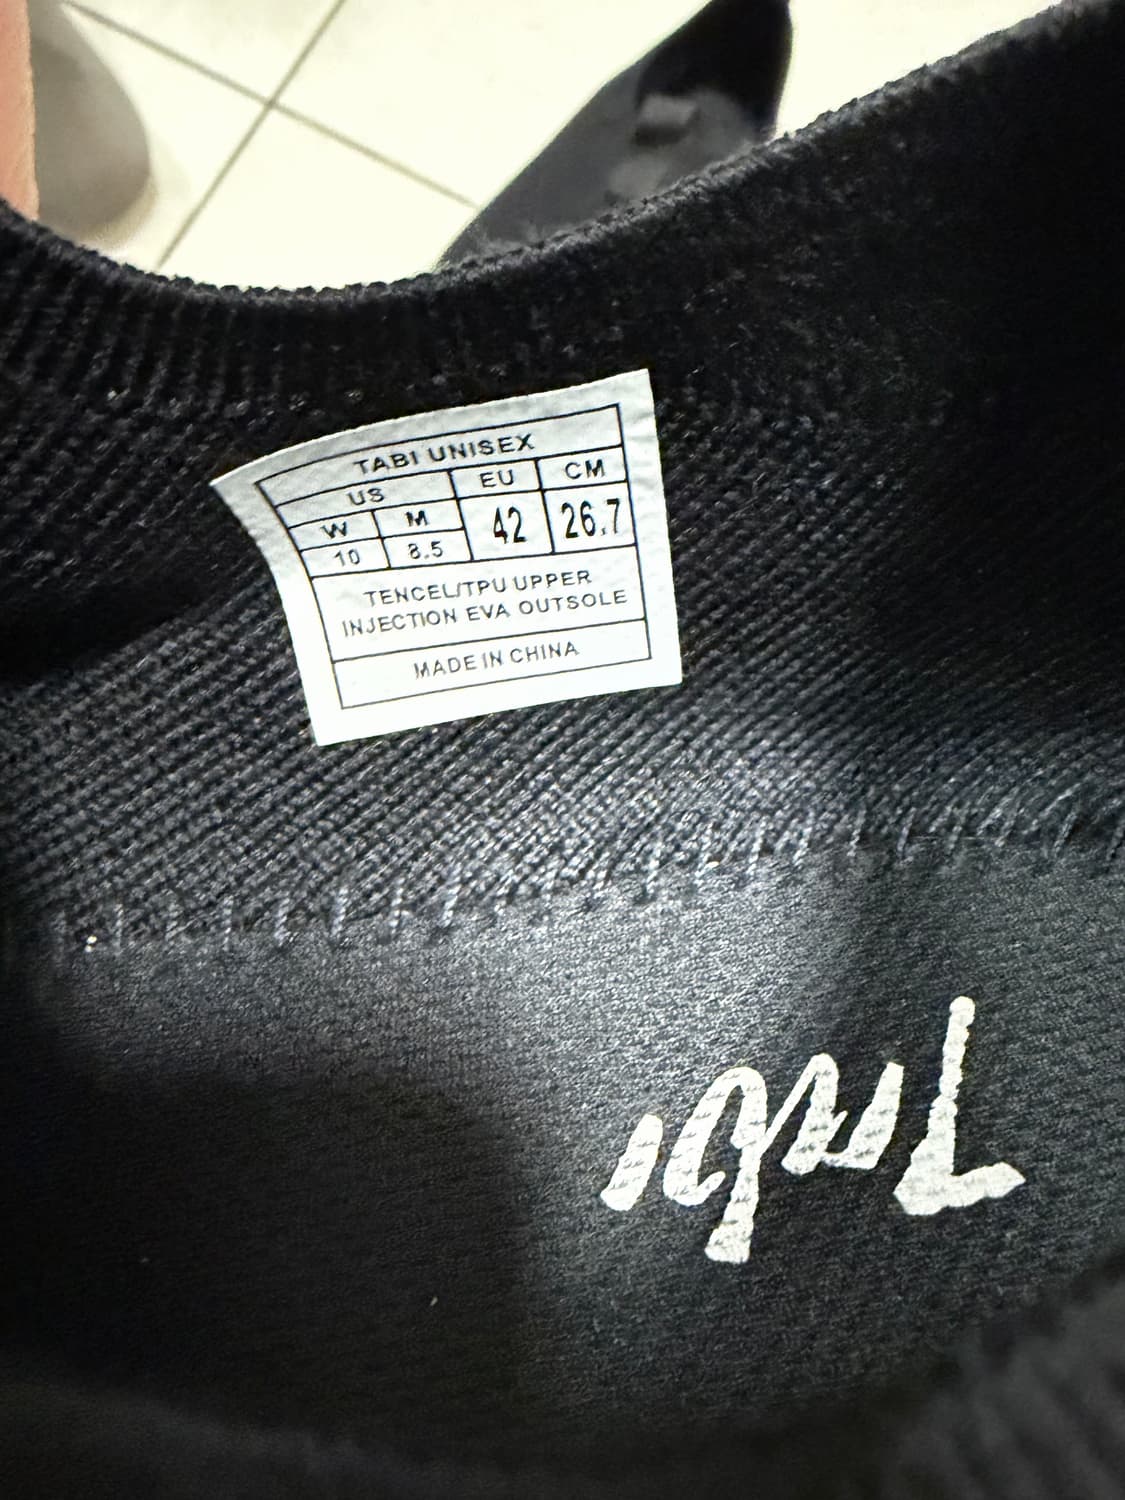 TABI UNISEX
US EU CM
W M 42 26.7
10 8.5
TENCEL/TPU UPPER
INJECTION EVA OUTSOLE
MADE IN CHINA